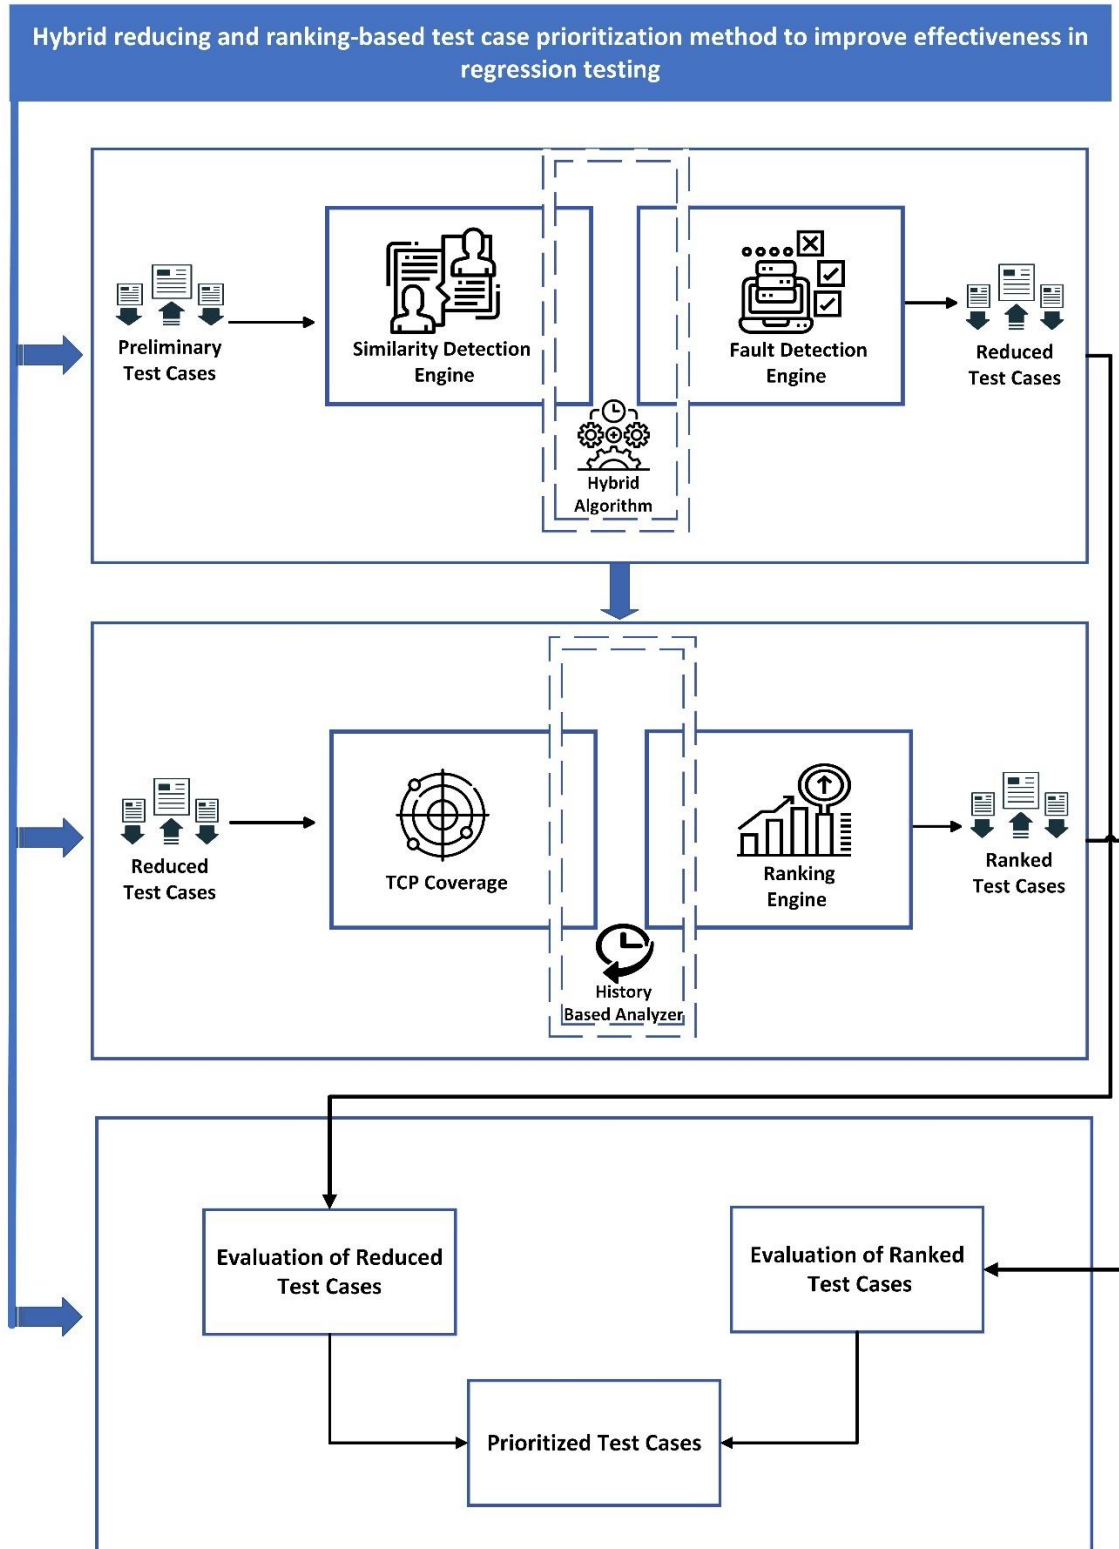 Hybrid reducing and ranking-based test case prioritization method to improve effectiveness in
regression testing
Preliminary
Test Cases
Similarity Detection
Engine
Hybrid
Algorithm
Fault Detection
Engine
Reduced
Test Cases
Reduced
Test Cases
TCP Coverage
History
Based Analyzer
Ranking
Engine
Ranked
Test Cases
Evaluation of Reduced
Test Cases
Evaluation of Ranked
Test Cases
Prioritized Test Cases